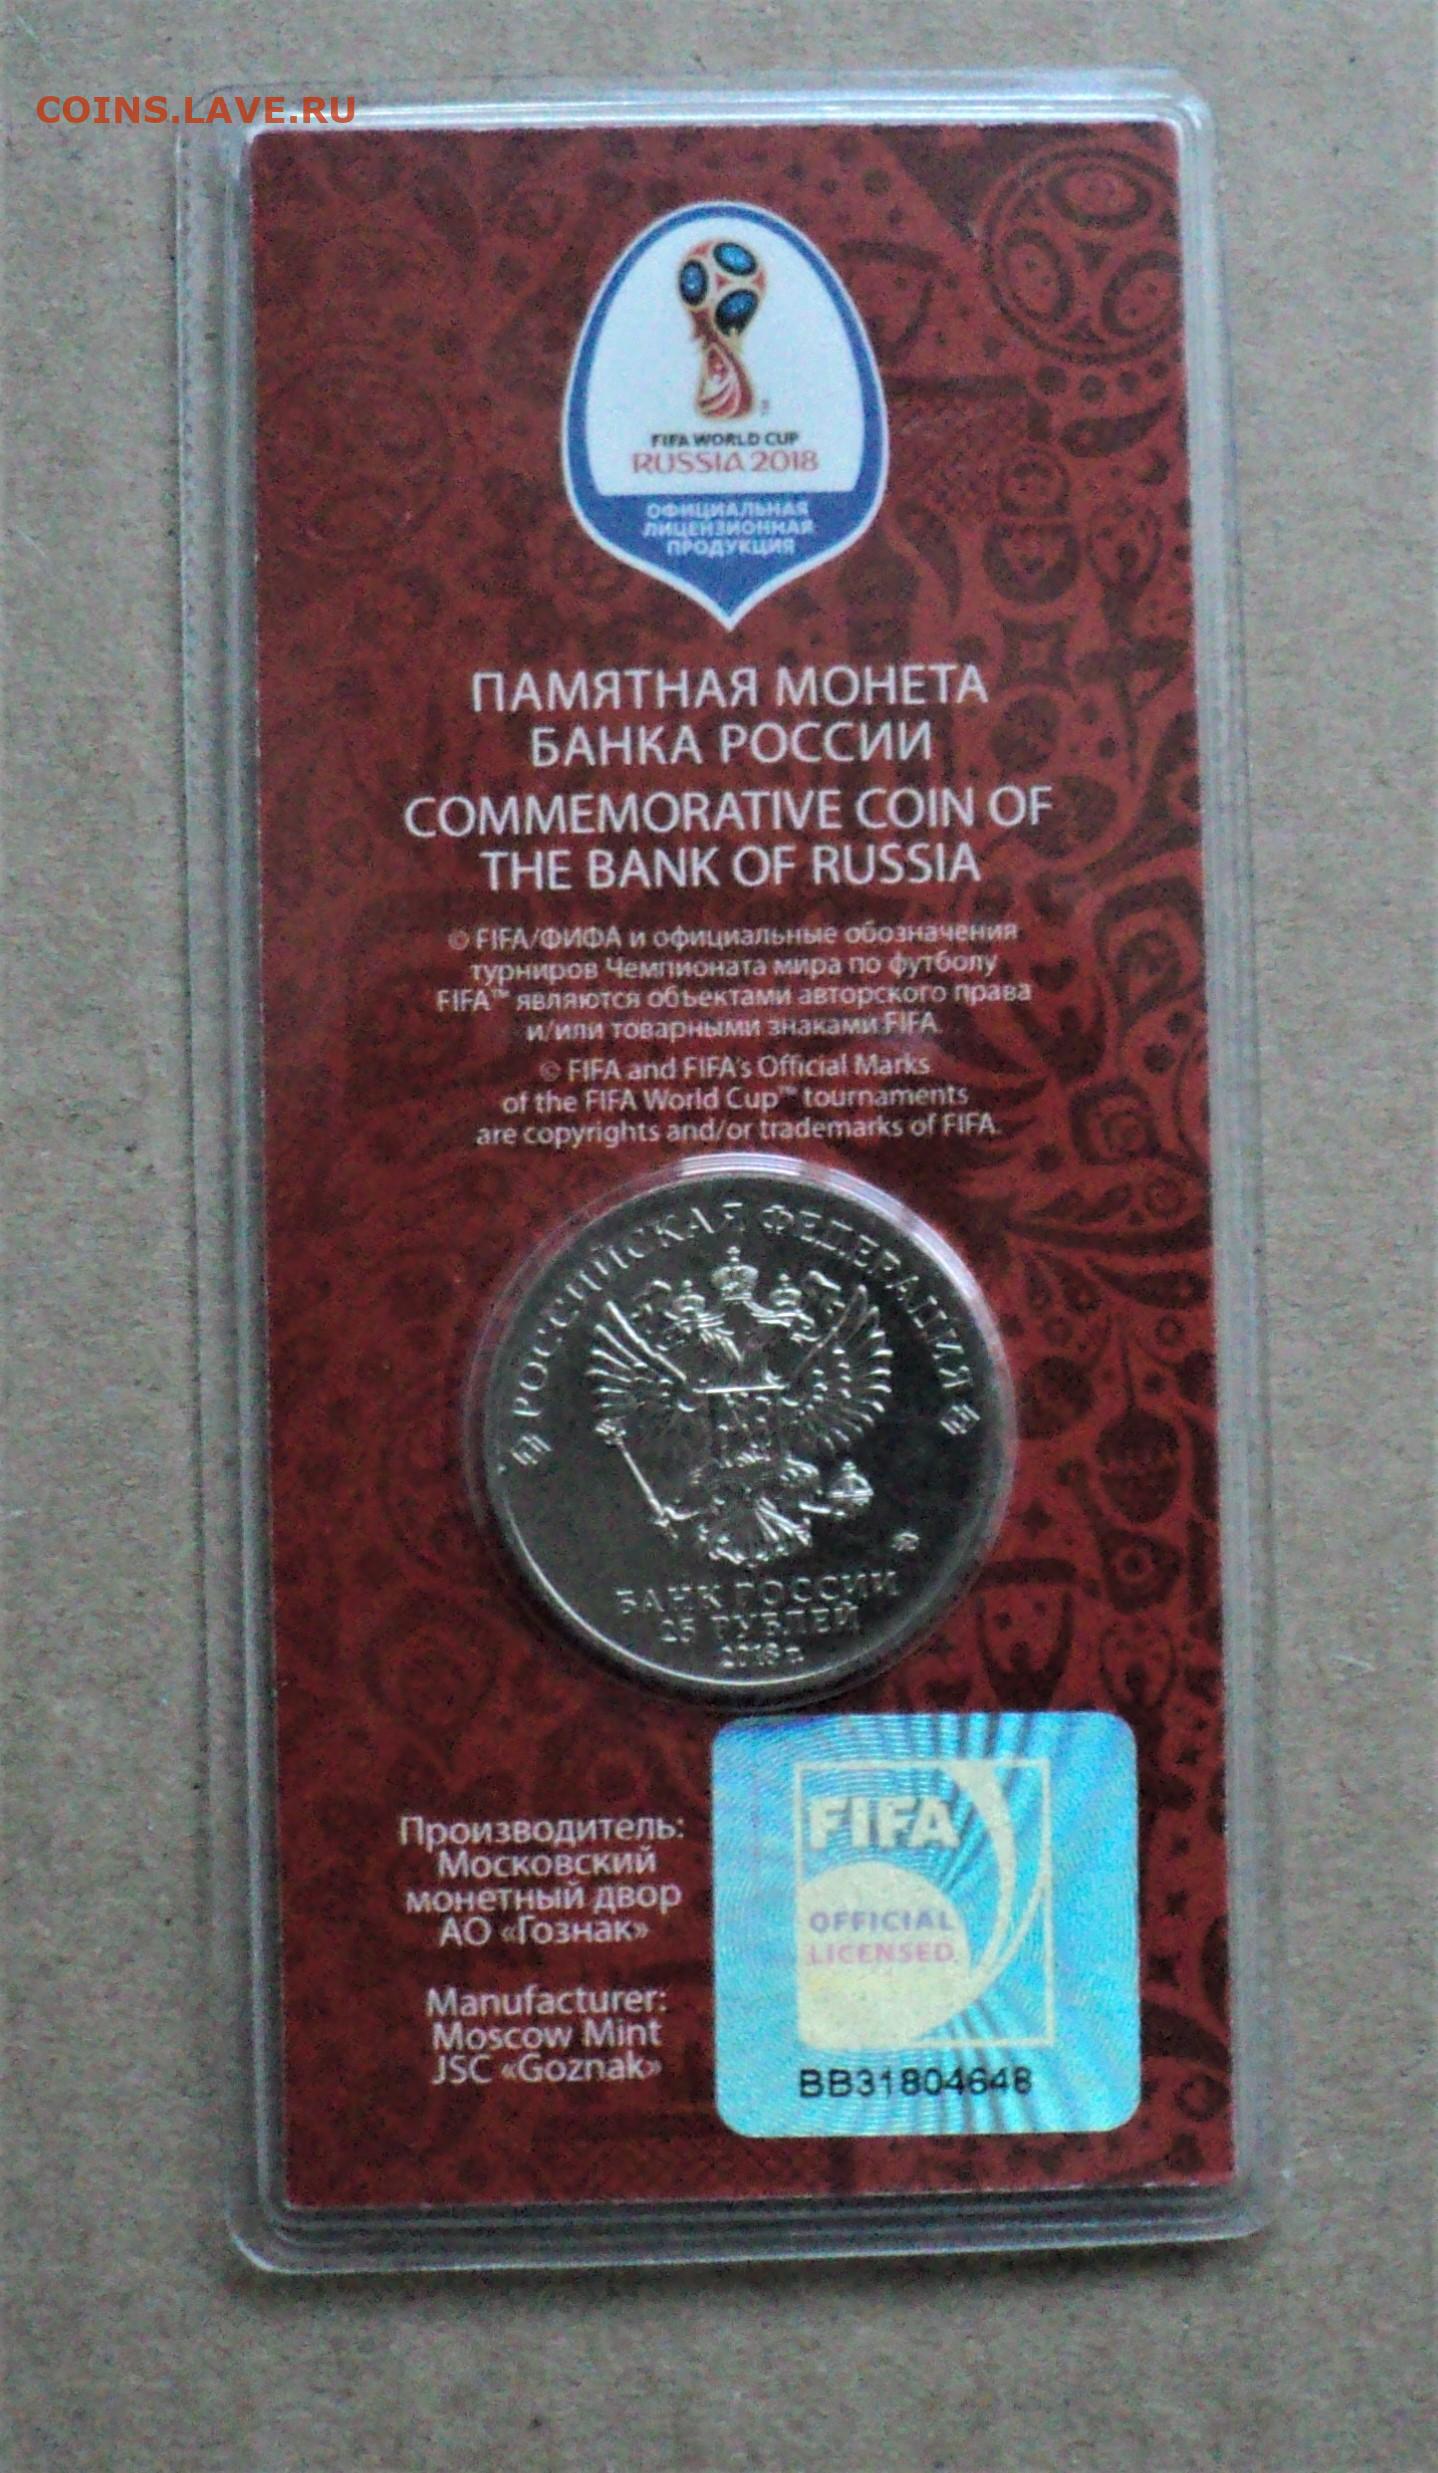 COINS.LAVE.RU
FIFA WORLD CUP
RUSSIA 2018
ОФИЦИАЛЬНАЯ
ЛИЦЕНЗИОННАЯ
ПРОДУКЦИЯ
ПАМЯТНАЯ МОНЕТА
БАНКА РОССИИ
COMMEMORATIVE COIN OF
THE BANK OF RUSSIA
© FIFA/ФИФА и официальные обозначения
турниров Чемпионата мира по футболу
FIFA™ являются объектами авторского права
и/или товарными знаками FIFA.
© FIFA and FIFA's Official Marks
of the FIFA World Cup™ tournaments
are copyrights and/or trademarks of FIFA.
РОССИЙСКАЯ ФЕДЕРАЦИЯ
БАНК РОССИИ
25 РУБЛЕЙ
2018 г.
Производитель:
Московский
монетный двор
АО «Гознак»
Manufacturer:
Moscow Mint
JSC «Goznak»
FIFA
OFFICIAL
LICENSED
BB31804648